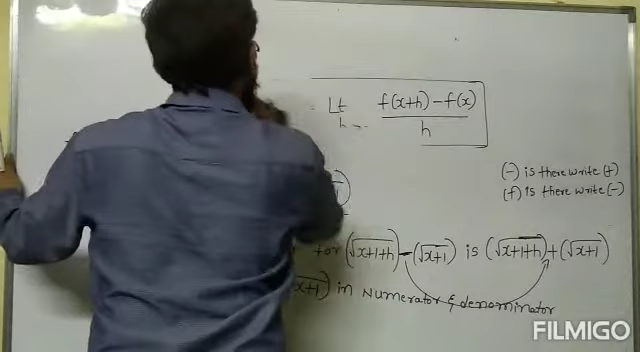 = Lt f(x+h) - f(x)
h→ h
(-) is there write (+)
(+) is there write (-)
for (√x+1+h) - (√x+1) is (√x+1+h) + (√x+1)
x+1) in Numerator & denominator
FILMIGO